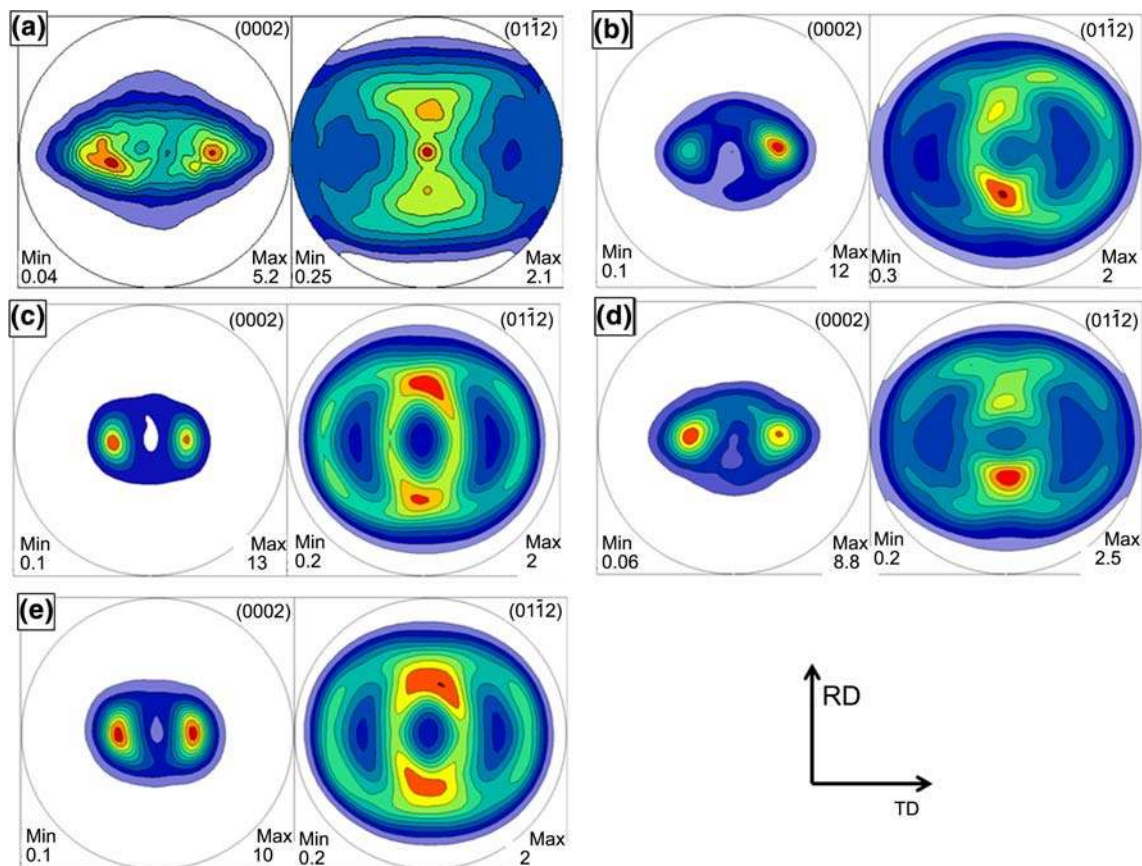 (a)
(0002)
(011̄2)
Min
0.04
Max
5.2
Min
0.25
Max
2.1
(b)
(0002)
(011̄2)
Min
0.1
Max
12
Min
0.3
Max
2
(c)
(0002)
(011̄2)
Min
0.1
Max
13
Min
0.2
Max
2
(d)
(0002)
(011̄2)
Min
0.06
Max
8.8
Min
0.2
Max
2.5
(e)
(0002)
(011̄2)
Min
0.1
Max
10
Min
0.2
Max
2
RD
TD